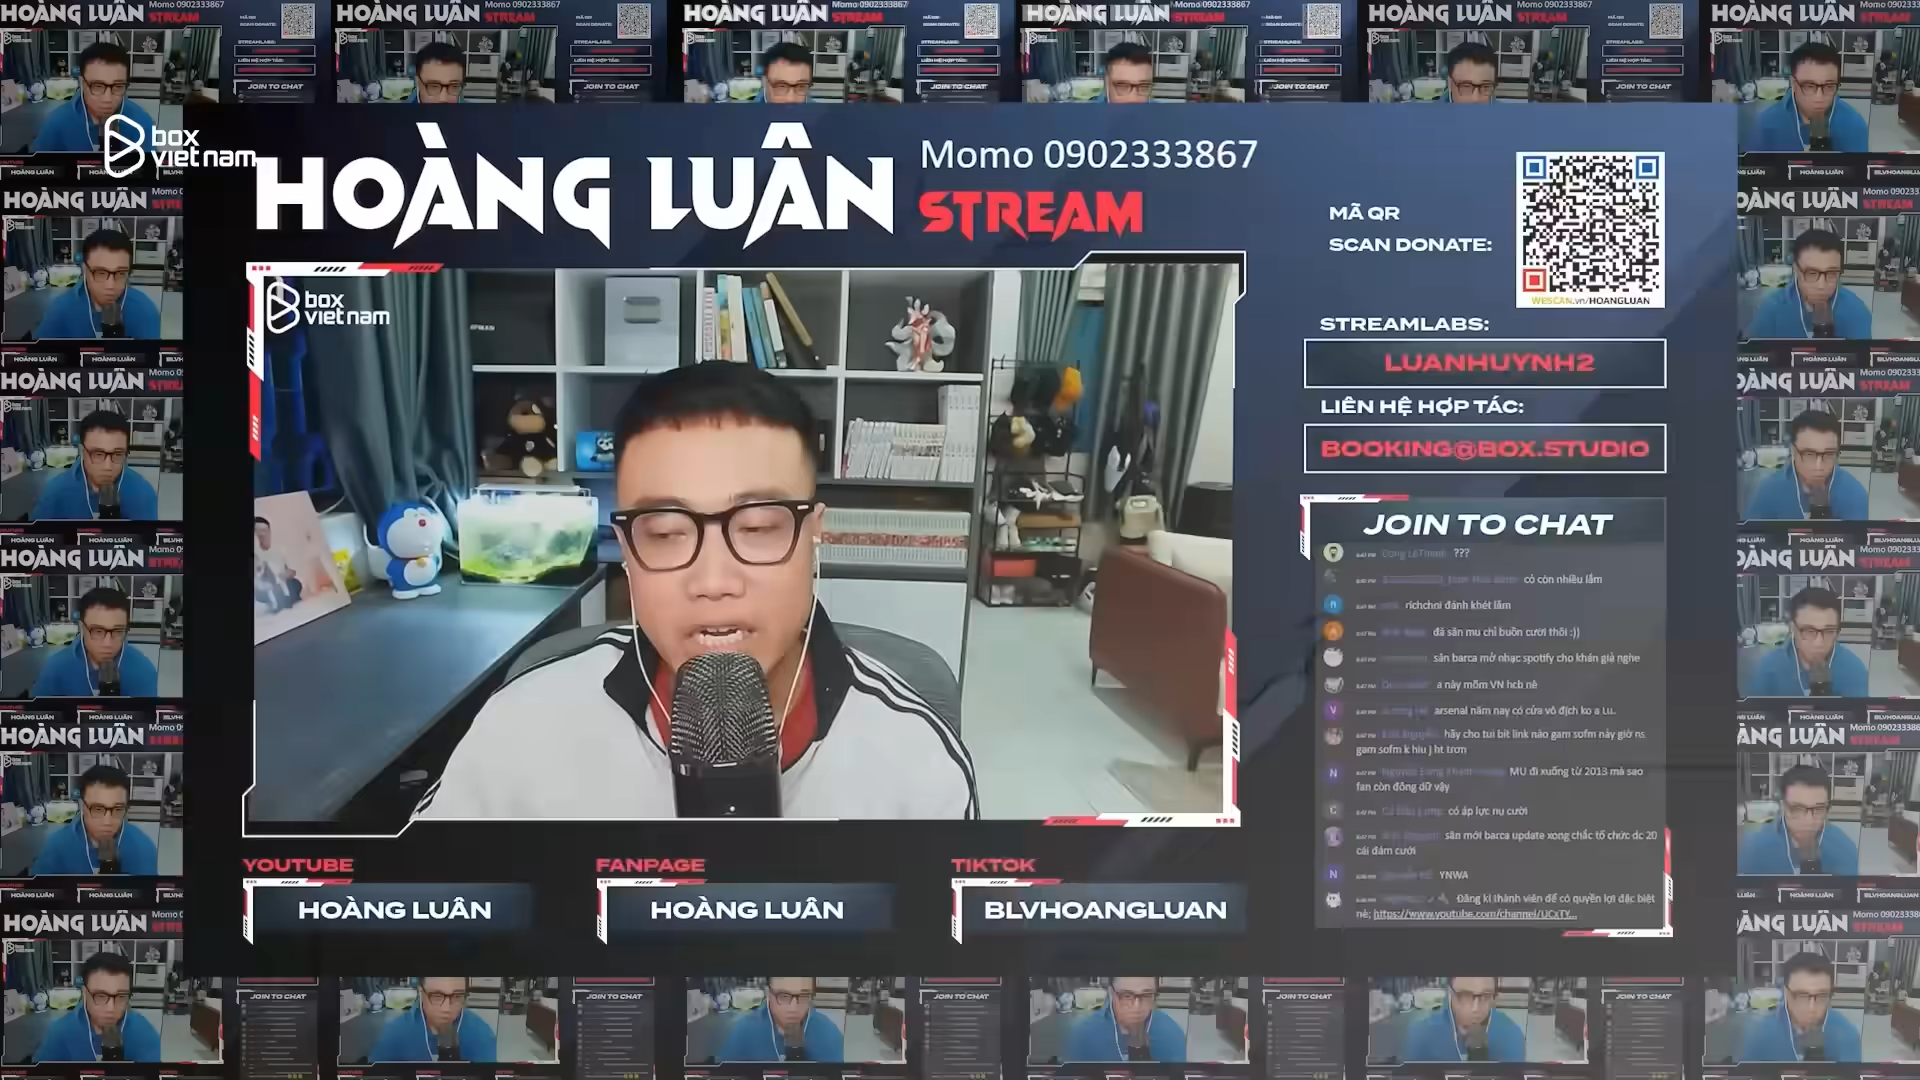 box
việt nam
HOÀNG LUÂN
Momo 0902333867
STREAM
MÃ QR
SCAN DONATE:
WESCAN.vn/HOANGLUAN
box
việt nam
STREAMLABS:
LUANHUYNH2
LIÊN HỆ HỢP TÁC:
BOOKING@BOX.STUDIO
JOIN TO CHAT
???
có còn nhiều lắm
richchoi đánh khét lắm
đá sân mu chỉ buồn cười thôi :))
sân barca mở nhạc spotify cho khán giả nghe
a này mõm VN hcb nè
arsenal năm nay có cửa vô địch ko a Lu.
hãy cho tui bit link nào gam sofm này giờ ns
gam sofm k hiu j ht trơn
MU đi xuống từ 2013 mà sao
fan còn đông dữ vậy
có áp lực nụ cười
sân mới barca update xong chắc tổ chức dc 20
cái đám cưới
YNWA
Đăng kí thành viên để có quyền lợi đặc biệt
nè; https://www.youtube.com/channel/UCxTY...
YOUTUBE
HOÀNG LUÂN
FANPAGE
HOÀNG LUÂN
TIKTOK
BLVHOANGLUAN